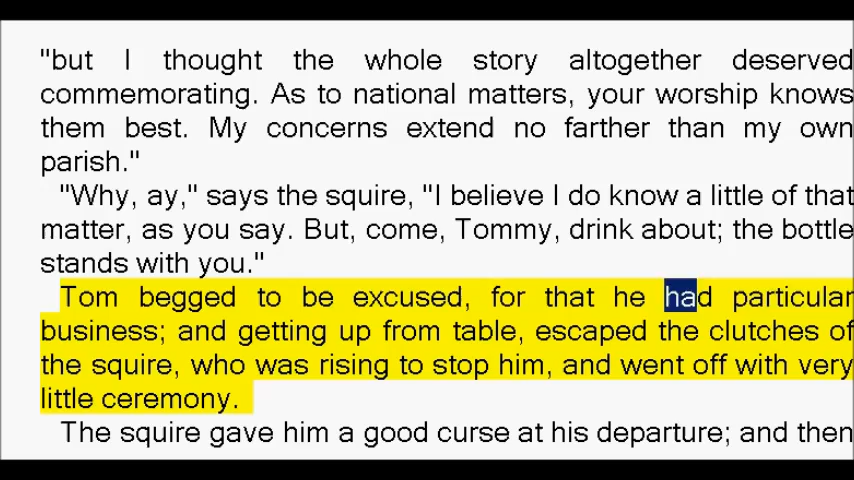 "but I thought the whole story altogether deserved
commemorating. As to national matters, your worship knows
them best. My concerns extend no farther than my own
parish."
"Why, ay," says the squire, "I believe I do know a little of that
matter, as you say. But, come, Tommy, drink about; the bottle
stands with you."
Tom begged to be excused, for that he had particular
business; and getting up from table, escaped the clutches of
the squire, who was rising to stop him, and went off with very
little ceremony.
The squire gave him a good curse at his departure; and then